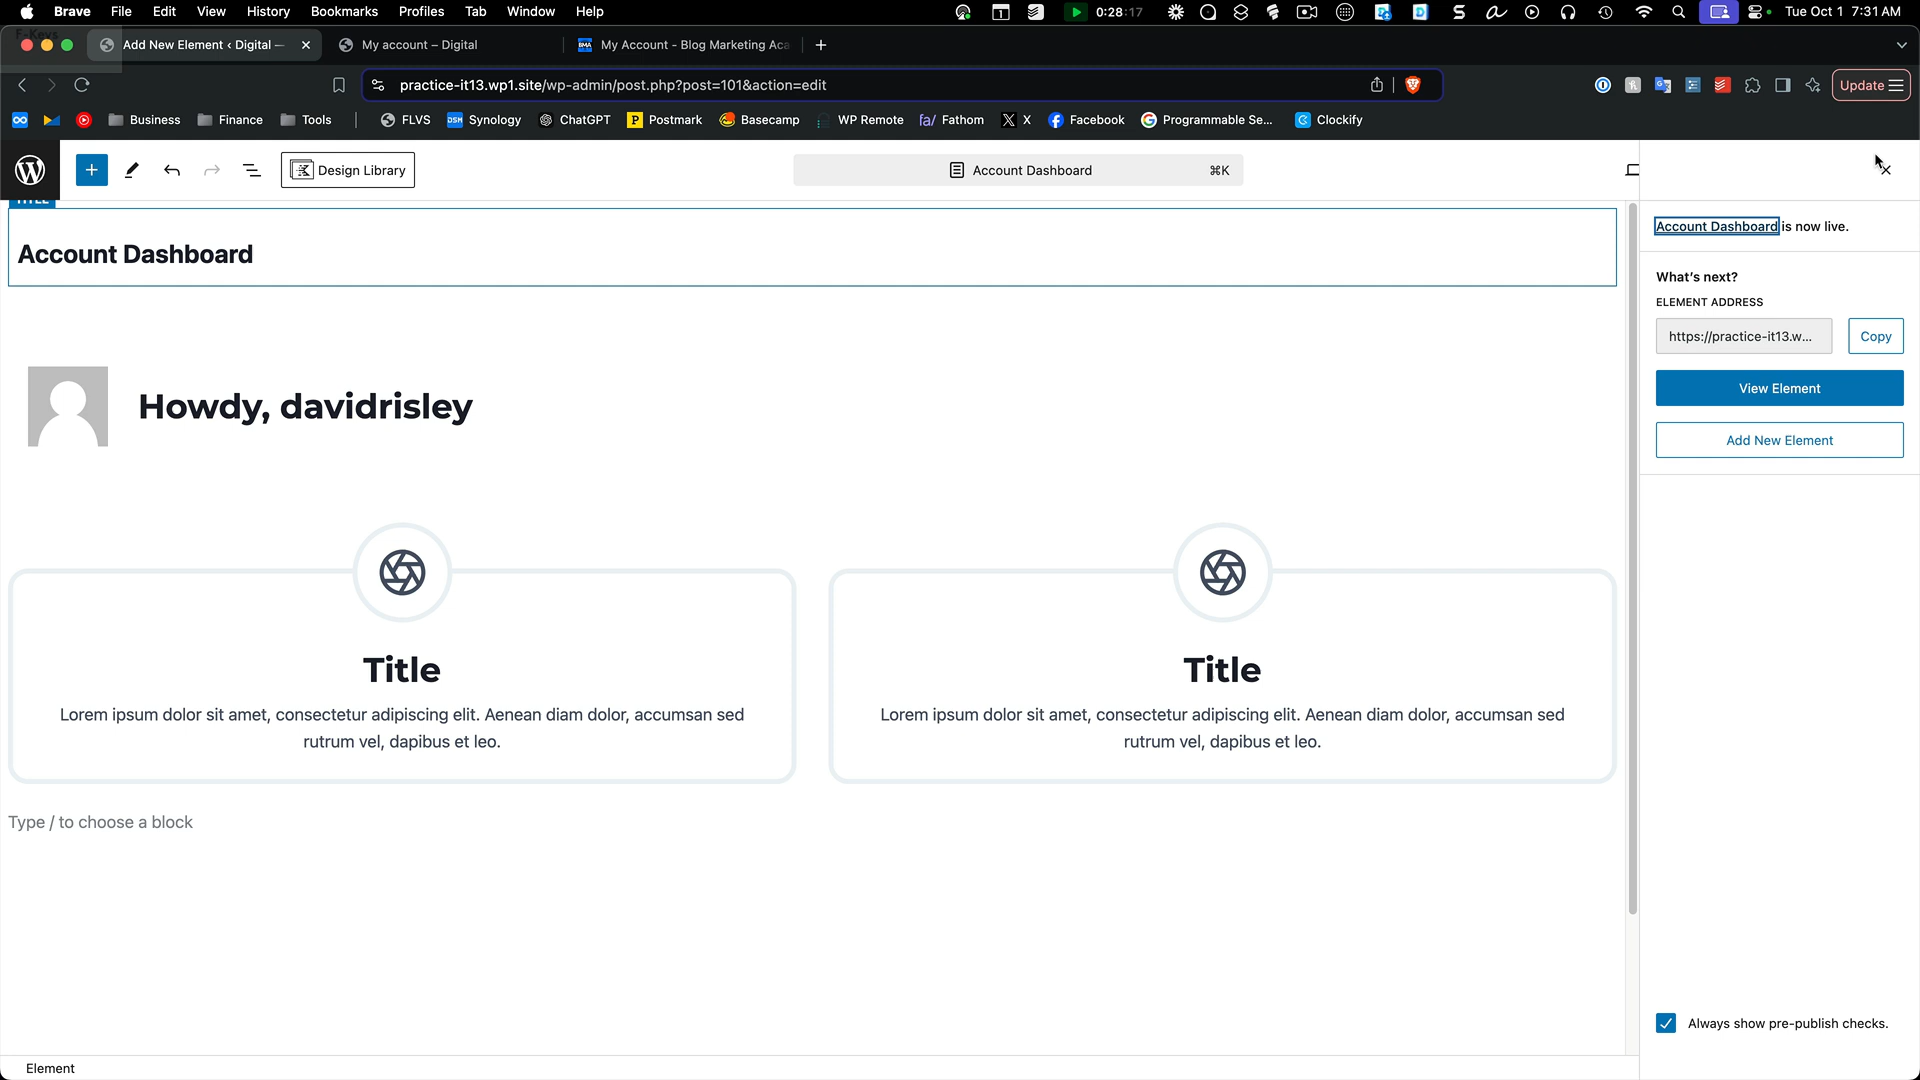 Brave File Edit View History Bookmarks Profiles Tab Window Help 0:28:17 Tue Oct 1 7:31 AM
F-Keys
Add New Element ‹ Digital — My account – Digital My Account - Blog Marketing Aca
practice-it13.wp1.site/wp-admin/post.php?post=101&action=edit Update
Business Finance Tools FLVS Synology ChatGPT Postmark Basecamp WP Remote fa/ Fathom X Facebook Programmable Se... Clockify
Design Library Account Dashboard ⌘K
TITLE
Account Dashboard
Howdy, davidrisley
Title
Lorem ipsum dolor sit amet, consectetur adipiscing elit. Aenean diam dolor, accumsan sed
rutrum vel, dapibus et leo.
Title
Lorem ipsum dolor sit amet, consectetur adipiscing elit. Aenean diam dolor, accumsan sed
rutrum vel, dapibus et leo.
Type / to choose a block
Account Dashboard is now live.
What's next?
ELEMENT ADDRESS
https://practice-it13.w... Copy
View Element
Add New Element
Always show pre-publish checks.
Element